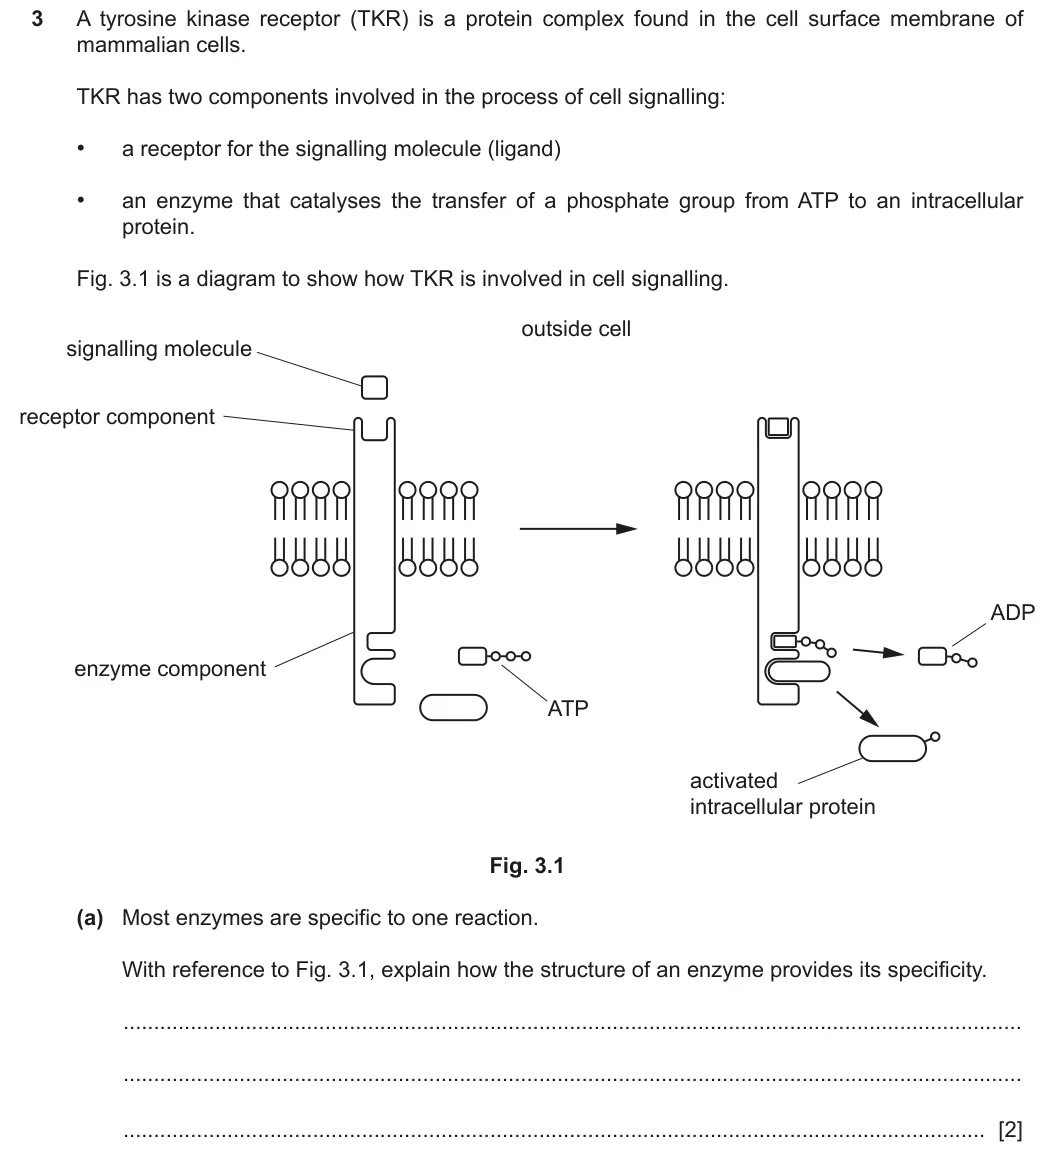 3 A tyrosine kinase receptor (TKR) is a protein complex found in the cell surface membrane of
mammalian cells.
TKR has two components involved in the process of cell signalling:
• a receptor for the signalling molecule (ligand)
• an enzyme that catalyses the transfer of a phosphate group from ATP to an intracellular
protein.
Fig. 3.1 is a diagram to show how TKR is involved in cell signalling.
outside cell
signalling molecule
receptor component
ADP
enzyme component
ATP
activated
intracellular protein
Fig. 3.1
(a) Most enzymes are specific to one reaction.
With reference to Fig. 3.1, explain how the structure of an enzyme provides its specificity.
[2]